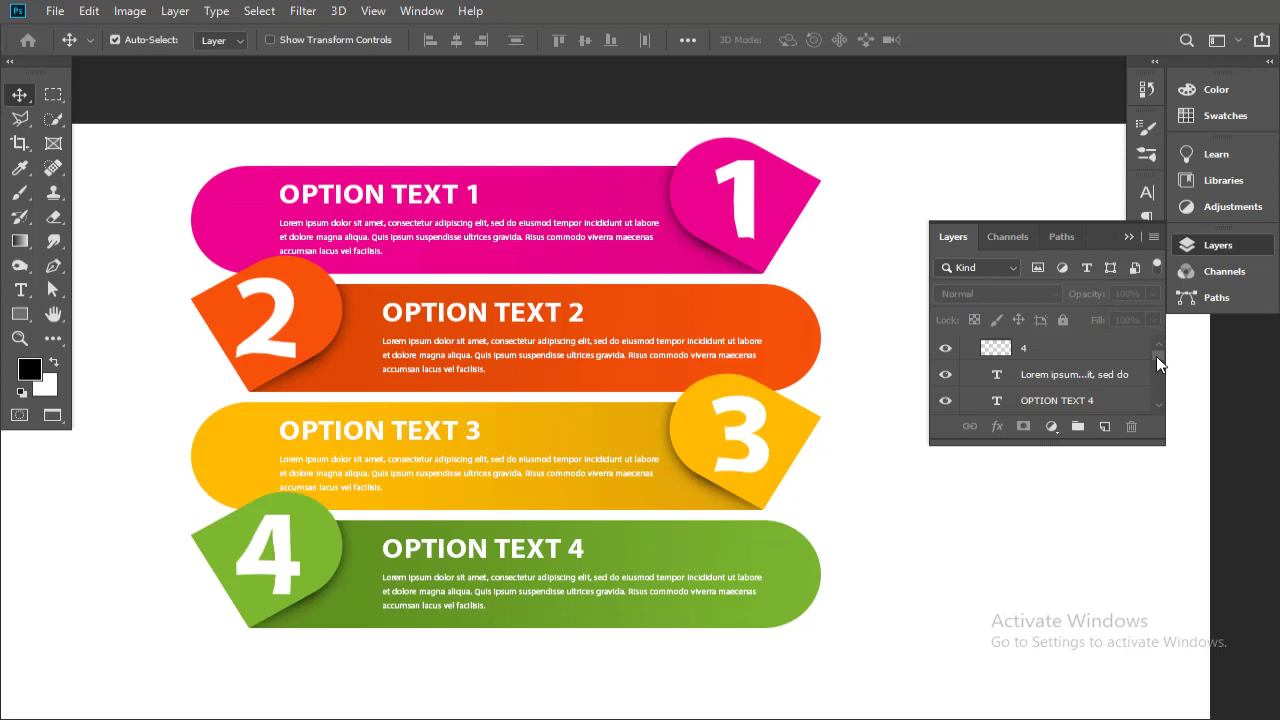 Ps File Edit Image Layer Type Select Filter 3D View Window Help
Auto-Select: Layer Show Transform Controls 3D Mode:
Color
Swatches
Learn
Libraries
Adjustments
Layers
Channels
Paths
Layers Channels Paths
Kind
Normal Opacity: 100%
Lock: Fill: 100%
4
T Lorem ipsum...it, sed do
T OPTION TEXT 4
fx
1
OPTION TEXT 1
Lorem ipsum dolor sit amet, consectetur adipiscing elit, sed do eiusmod tempor incididunt ut labore
et dolore magna aliqua. Quis ipsum suspendisse ultrices gravida. Risus commodo viverra maecenas
accumsan lacus vel facilisis.
2
OPTION TEXT 2
Lorem ipsum dolor sit amet, consectetur adipiscing elit, sed do eiusmod tempor incididunt ut labore
et dolore magna aliqua. Quis ipsum suspendisse ultrices gravida. Risus commodo viverra maecenas
accumsan lacus vel facilisis.
3
OPTION TEXT 3
Lorem ipsum dolor sit amet, consectetur adipiscing elit, sed do eiusmod tempor incididunt ut labore
et dolore magna aliqua. Quis ipsum suspendisse ultrices gravida. Risus commodo viverra maecenas
accumsan lacus vel facilisis.
4
OPTION TEXT 4
Lorem ipsum dolor sit amet, consectetur adipiscing elit, sed do eiusmod tempor incididunt ut labore
et dolore magna aliqua. Quis ipsum suspendisse ultrices gravida. Risus commodo viverra maecenas
accumsan lacus vel facilisis.
Activate Windows
Go to Settings to activate Windows.